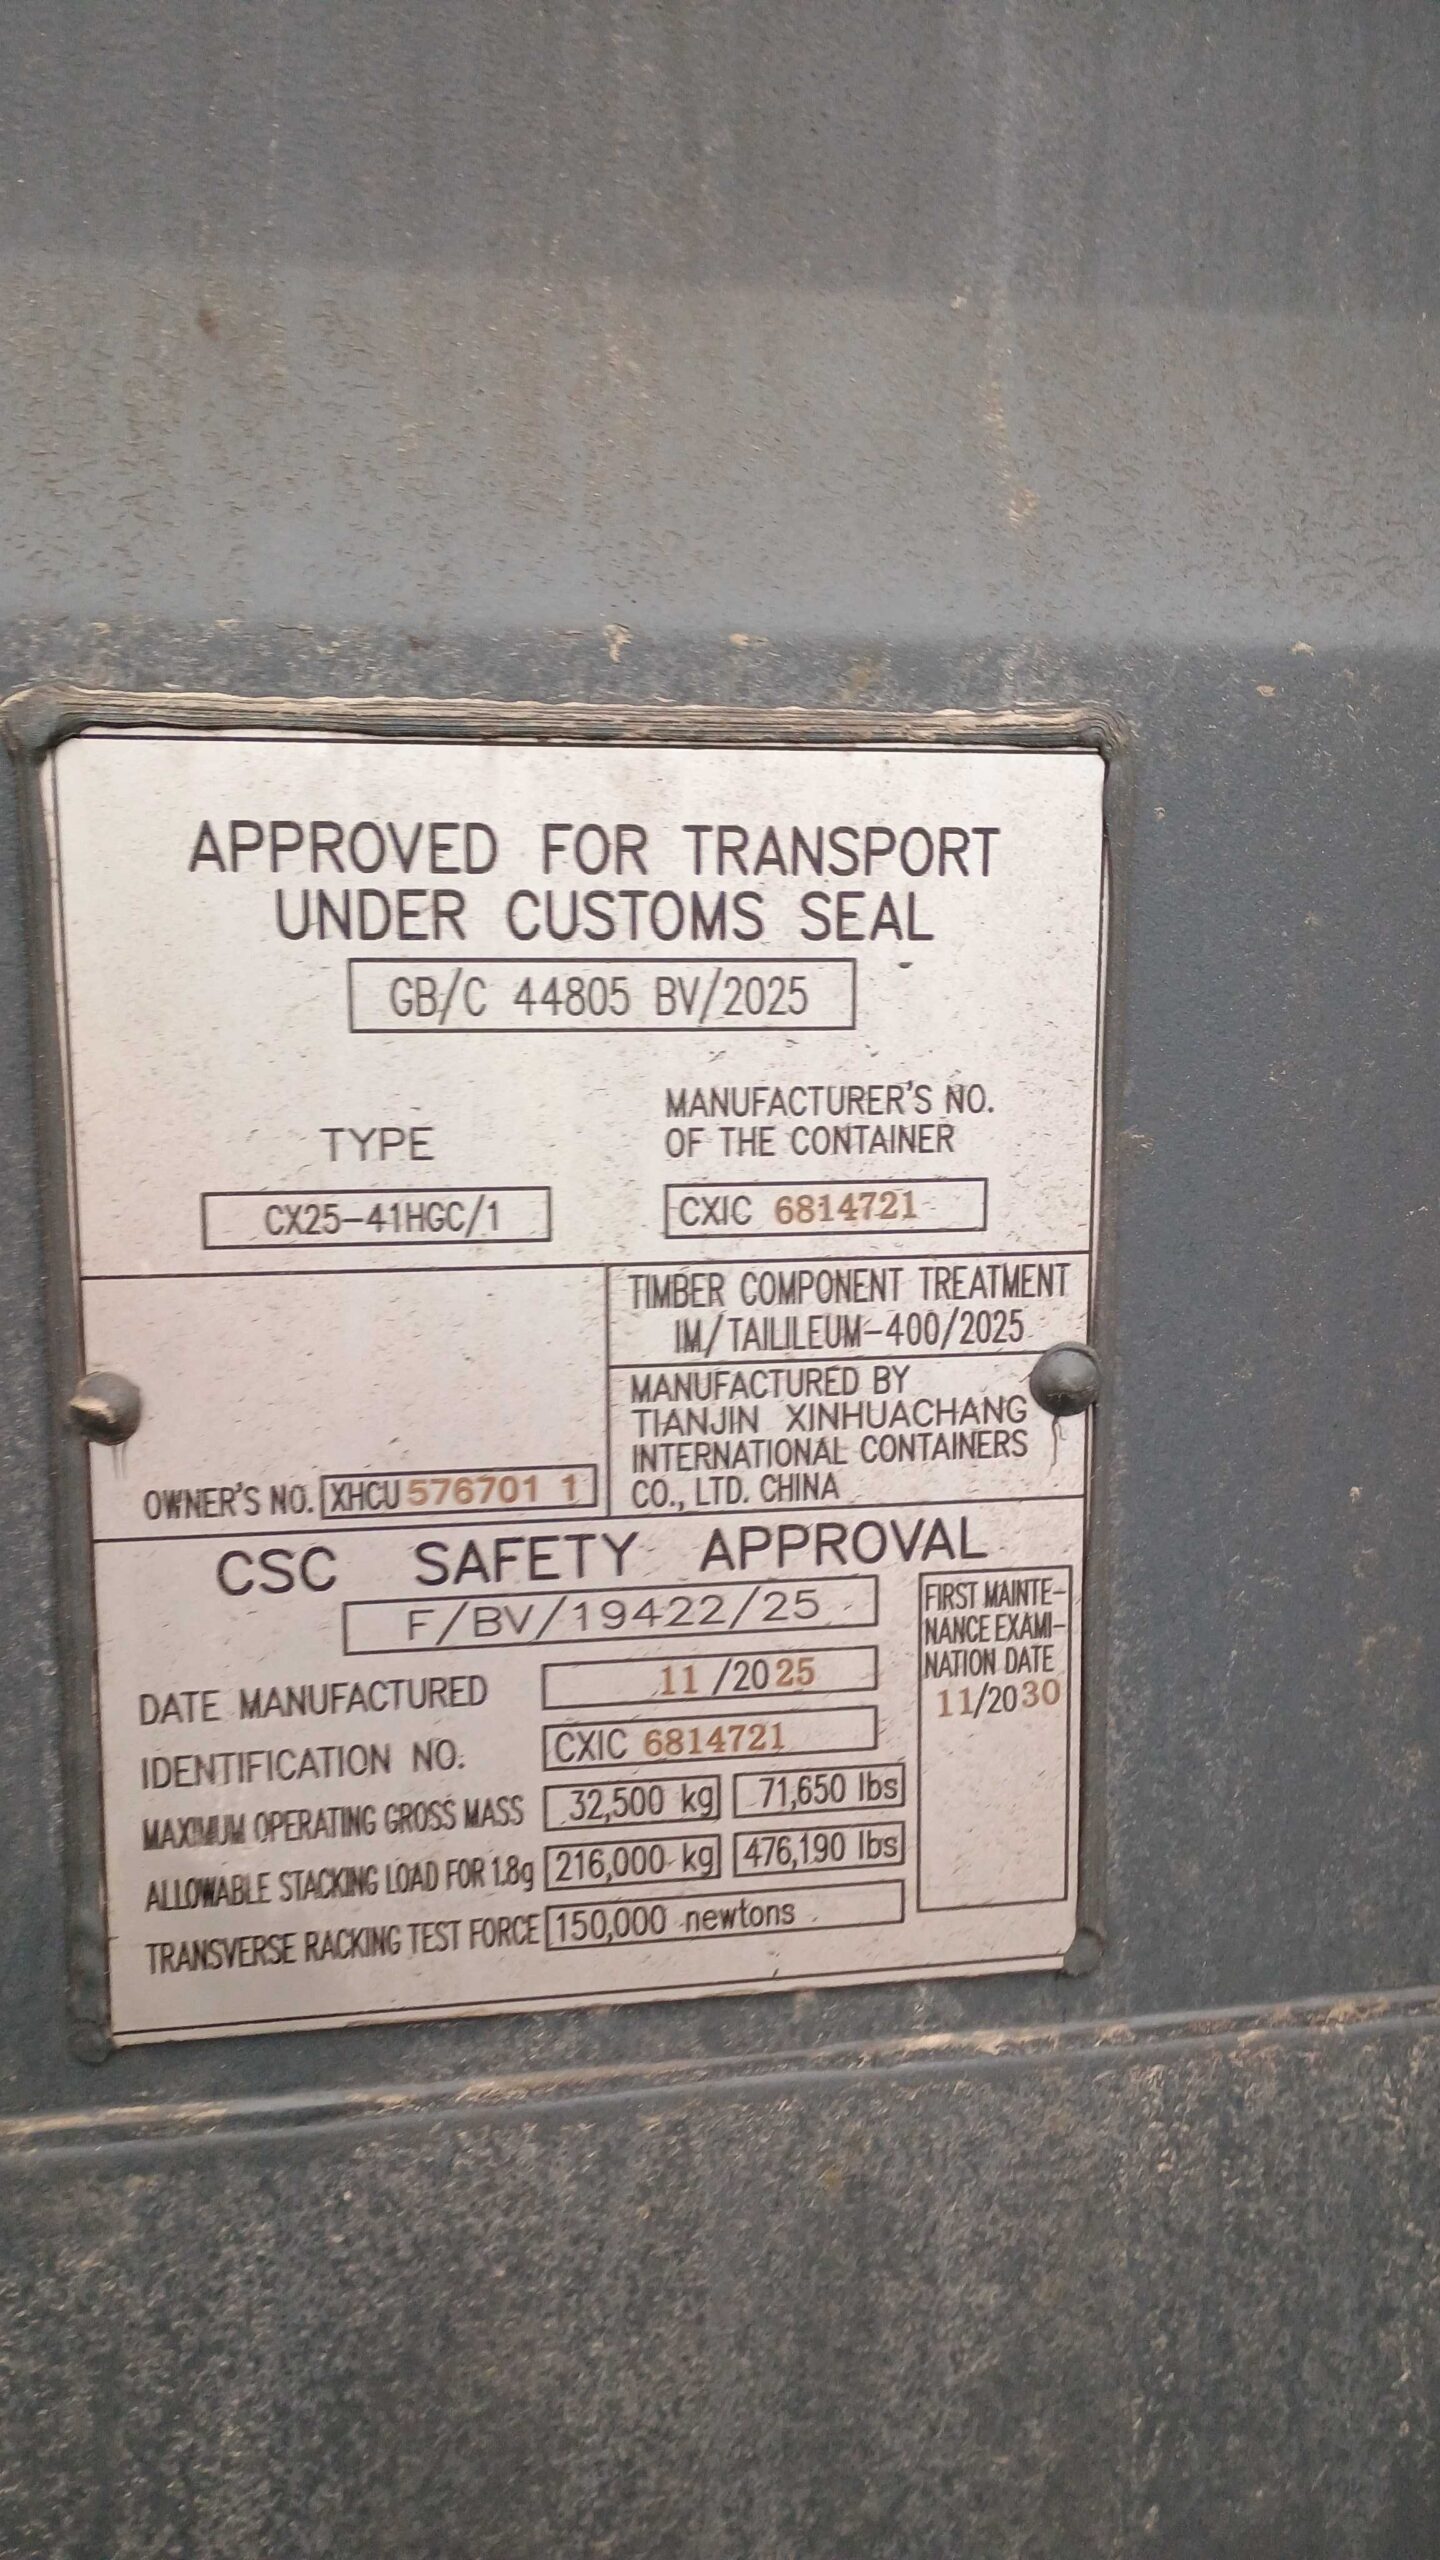 APPROVED FOR TRANSPORT
UNDER CUSTOMS SEAL
GB/C 44805 BV/2025
TYPE
CX25-41HGC/1
MANUFACTURER'S NO.
OF THE CONTAINER
CXIC 6814721
TIMBER COMPONENT TREATMENT
IM/TAILILEUM-400/2025
MANUFACTURED BY
TIANJIN XINHUACHANG
INTERNATIONAL CONTAINERS
CO., LTD. CHINA
OWNER'S NO. XHCU 576701 1
CSC SAFETY APPROVAL
F/BV/19422/25
DATE MANUFACTURED 11/2025
IDENTIFICATION NO. CXIC 6814721
MAXIMUM OPERATING GROSS MASS 32,500 kg 71,650 lbs
ALLOWABLE STACKING LOAD FOR 1.8g 216,000 kg 476,190 lbs
TRANSVERSE RACKING TEST FORCE 150,000 newtons
FIRST MAINTE-
NANCE EXAMI-
NATION DATE
11/2030